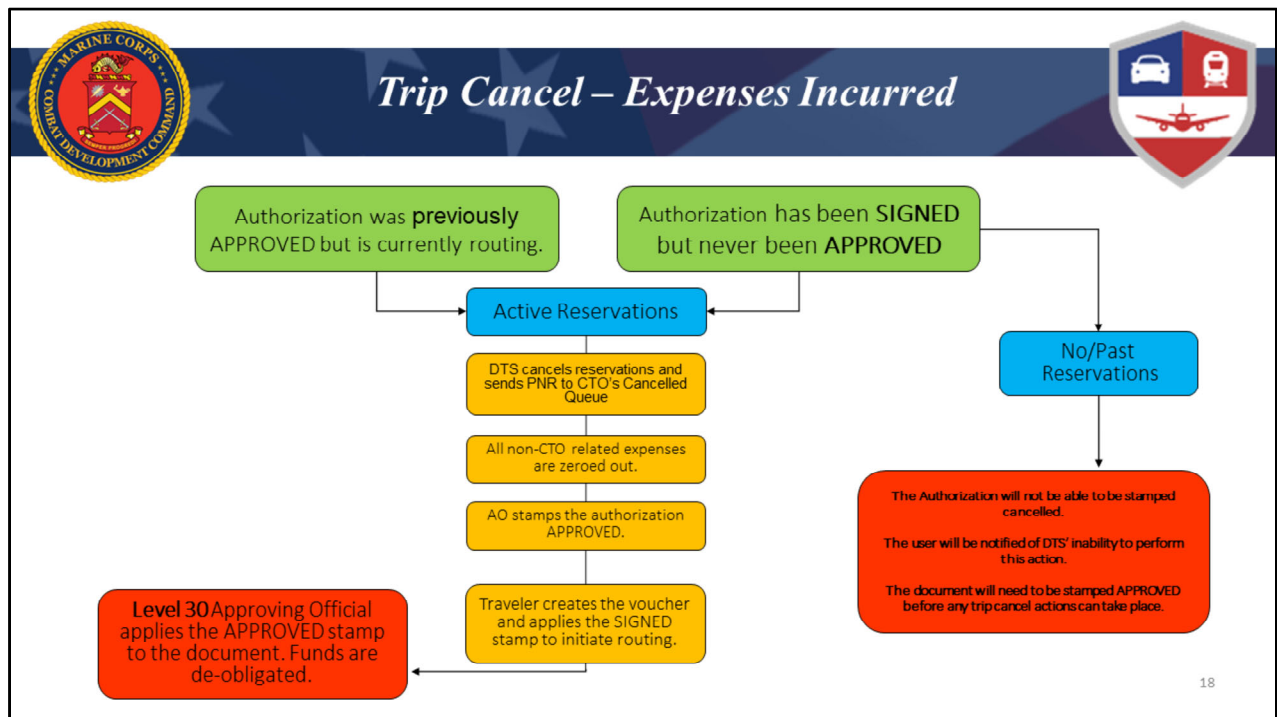 MARINE CORPS
COMBAT DEVELOPMENT COMMAND
SEMPER PROGREDI
Trip Cancel – Expenses Incurred
Authorization was previously
APPROVED but is currently routing.
Authorization has been SIGNED
but never been APPROVED
Active Reservations
No/Past
Reservations
DTS cancels reservations and
sends PNR to CTO's Cancelled
Queue
All non-CTO related expenses
are zeroed out.
AO stamps the authorization
APPROVED.
Traveler creates the voucher
and applies the SIGNED
stamp to initiate routing.
Level 30 Approving Official
applies the APPROVED stamp
to the document. Funds are
de-obligated.
The Authorization will not be able to be stamped
cancelled.
The user will be notified of DTS' inability to perform
this action.
The document will need to be stamped APPROVED
before any trip cancel actions can take place.
18